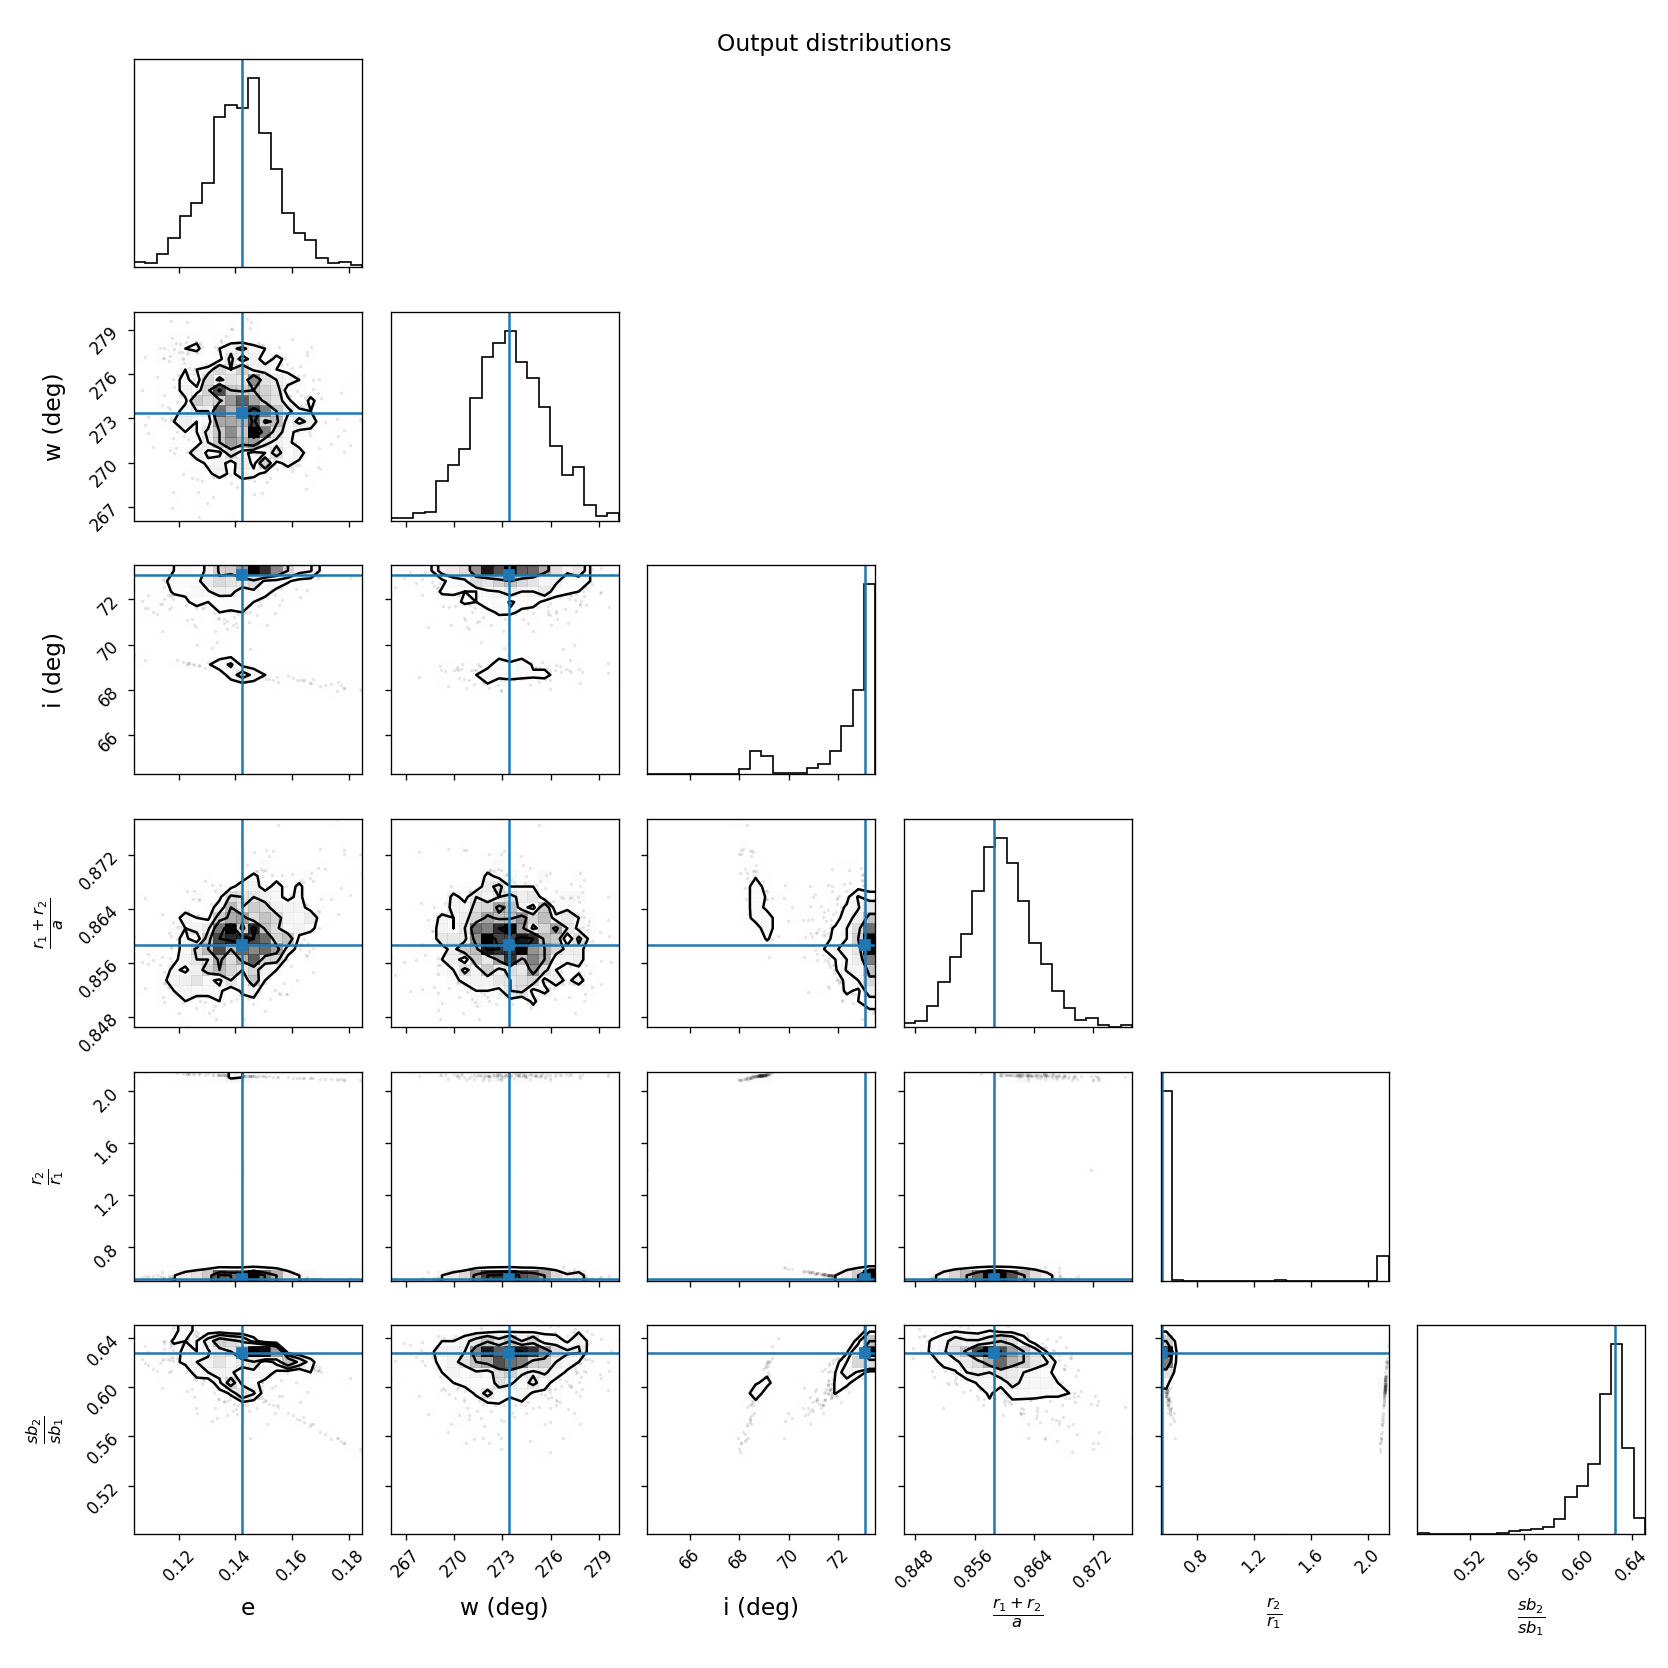 Output distributions
279
276
273
270
267
w (deg)
72
70
68
66
i (deg)
0.872
0.864
0.856
0.848
r1 + r2
a
2.0
1.6
1.2
0.8
r2
r1
0.64
0.60
0.56
0.52
sb2
sb1
0.12 0.14 0.16 0.18 267 270 273 276 279 66 68 70 72 0.848 0.856 0.864 0.872 0.8 1.2 1.6 2.0 0.52 0.56 0.60 0.64
e w (deg) i (deg)
r1 + r2
a
r2
r1
sb2
sb1